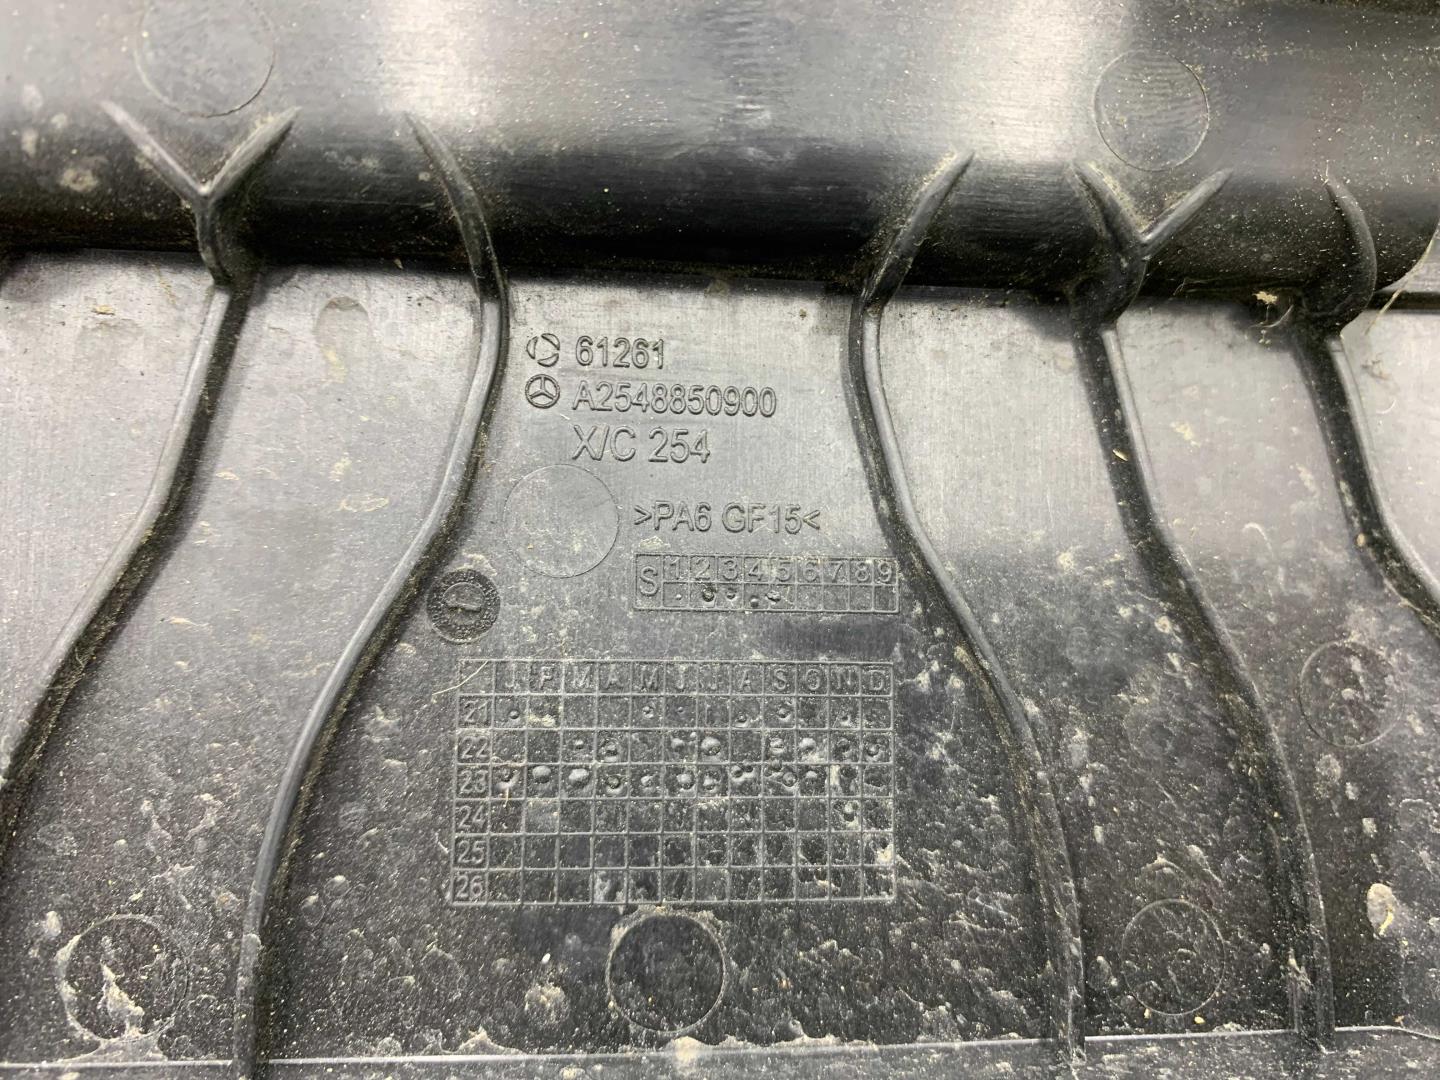 61261
A2548850900
X/C 254
>PA6 GF15<
S 1 2 3 4 5 6 7 8 9
J F M A M J J A S O N D
21
22
23
24
25
26